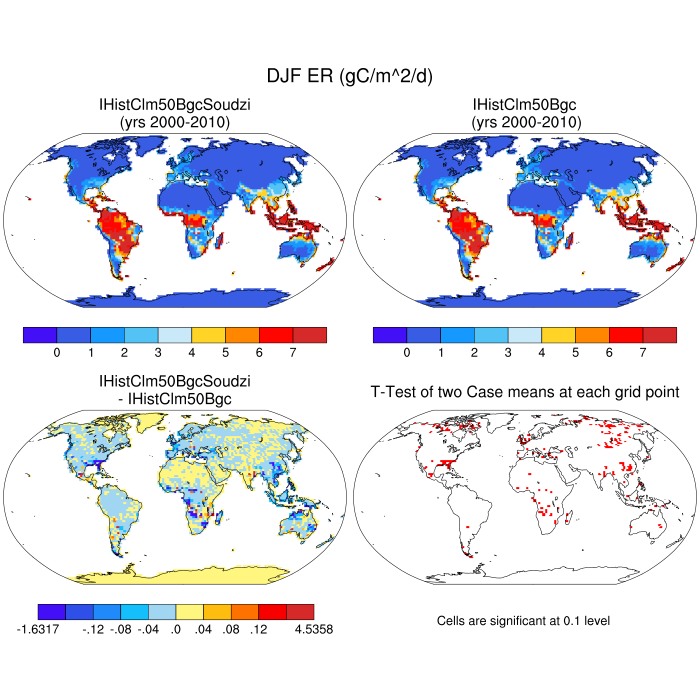 DJF ER (gC/m^2/d)
IHistClm50BgcSoudzi
(yrs 2000-2010)
IHistClm50Bgc
(yrs 2000-2010)
0 1 2 3 4 5 6 7
0 1 2 3 4 5 6 7
IHistClm50BgcSoudzi
- IHistClm50Bgc
T-Test of two Case means at each grid point
-1.6317 -.12 -.08 -.04 .0 .04 .08 .12 4.5358
Cells are significant at 0.1 level